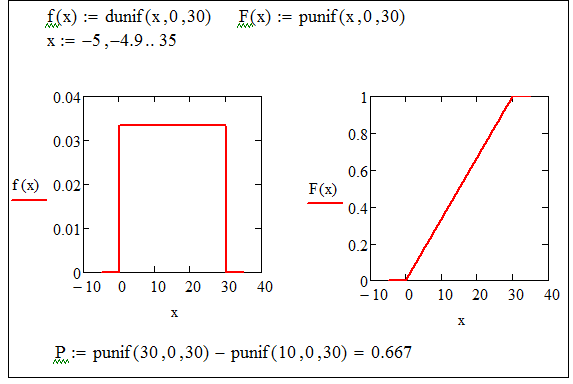 f(x) := dunif(x,0,30) F(x) := punif(x,0,30)
x := −5,−4.9.. 35
0.04
0.03
0.02
0.01
0
f(x)
−10 0 10 20 30 40
x
1
0.8
0.6
0.4
0.2
0
F(x)
−10 0 10 20 30 40
x
P := punif(30,0,30) − punif(10,0,30) = 0.667